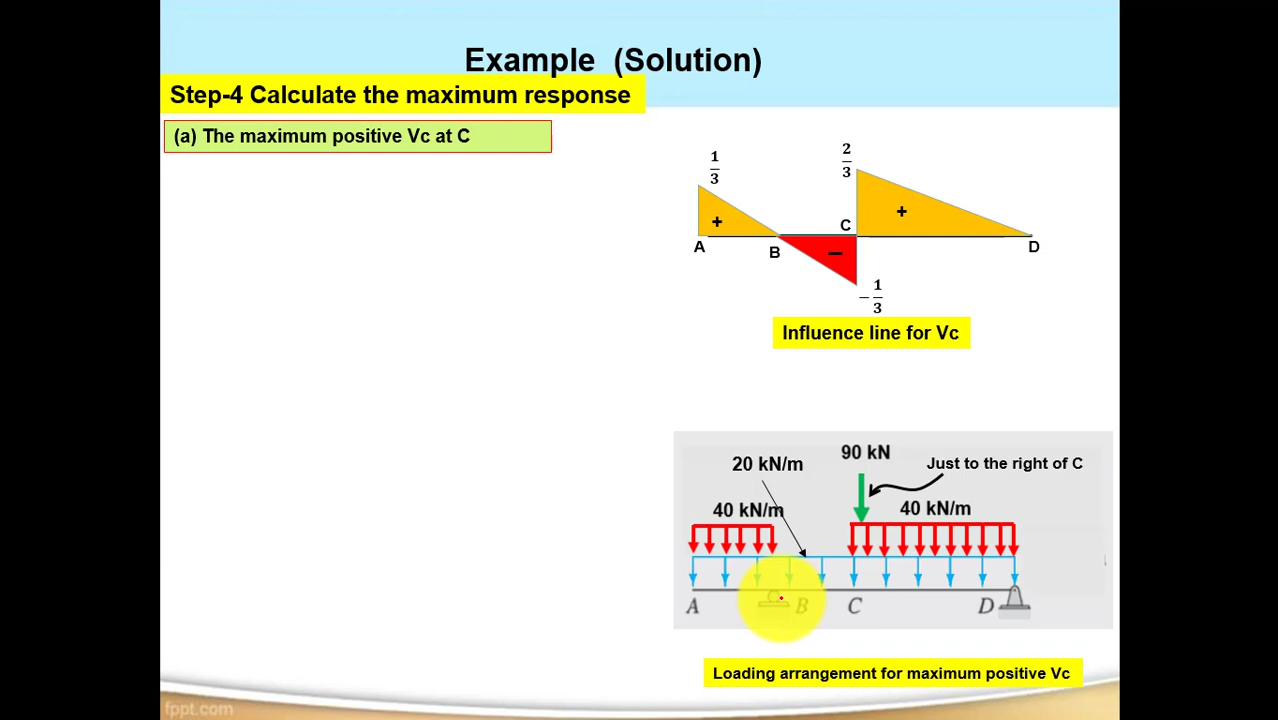 Example (Solution)
Step-4 Calculate the maximum response
(a) The maximum positive Vc at C
1
3
2
3
+
+
C
A
B
D
−
− 1
3
Influence line for Vc
90 kN
20 kN/m
Just to the right of C
40 kN/m
40 kN/m
A
B
C
D
Loading arrangement for maximum positive Vc
fppt.com